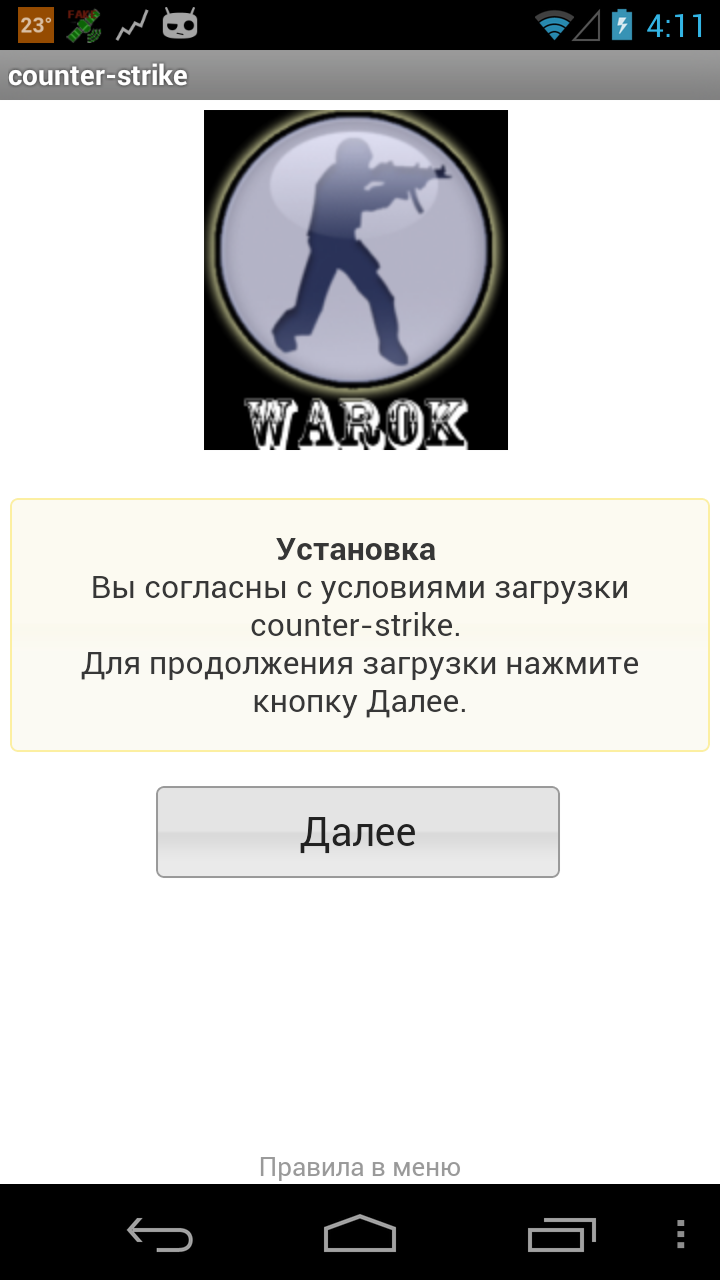 23°
FAKE
4:11
counter-strike
WAROK
Установка
Вы согласны с условиями загрузки
counter-strike.
Для продолжения загрузки нажмите
кнопку Далее.
Далее
Правила в меню